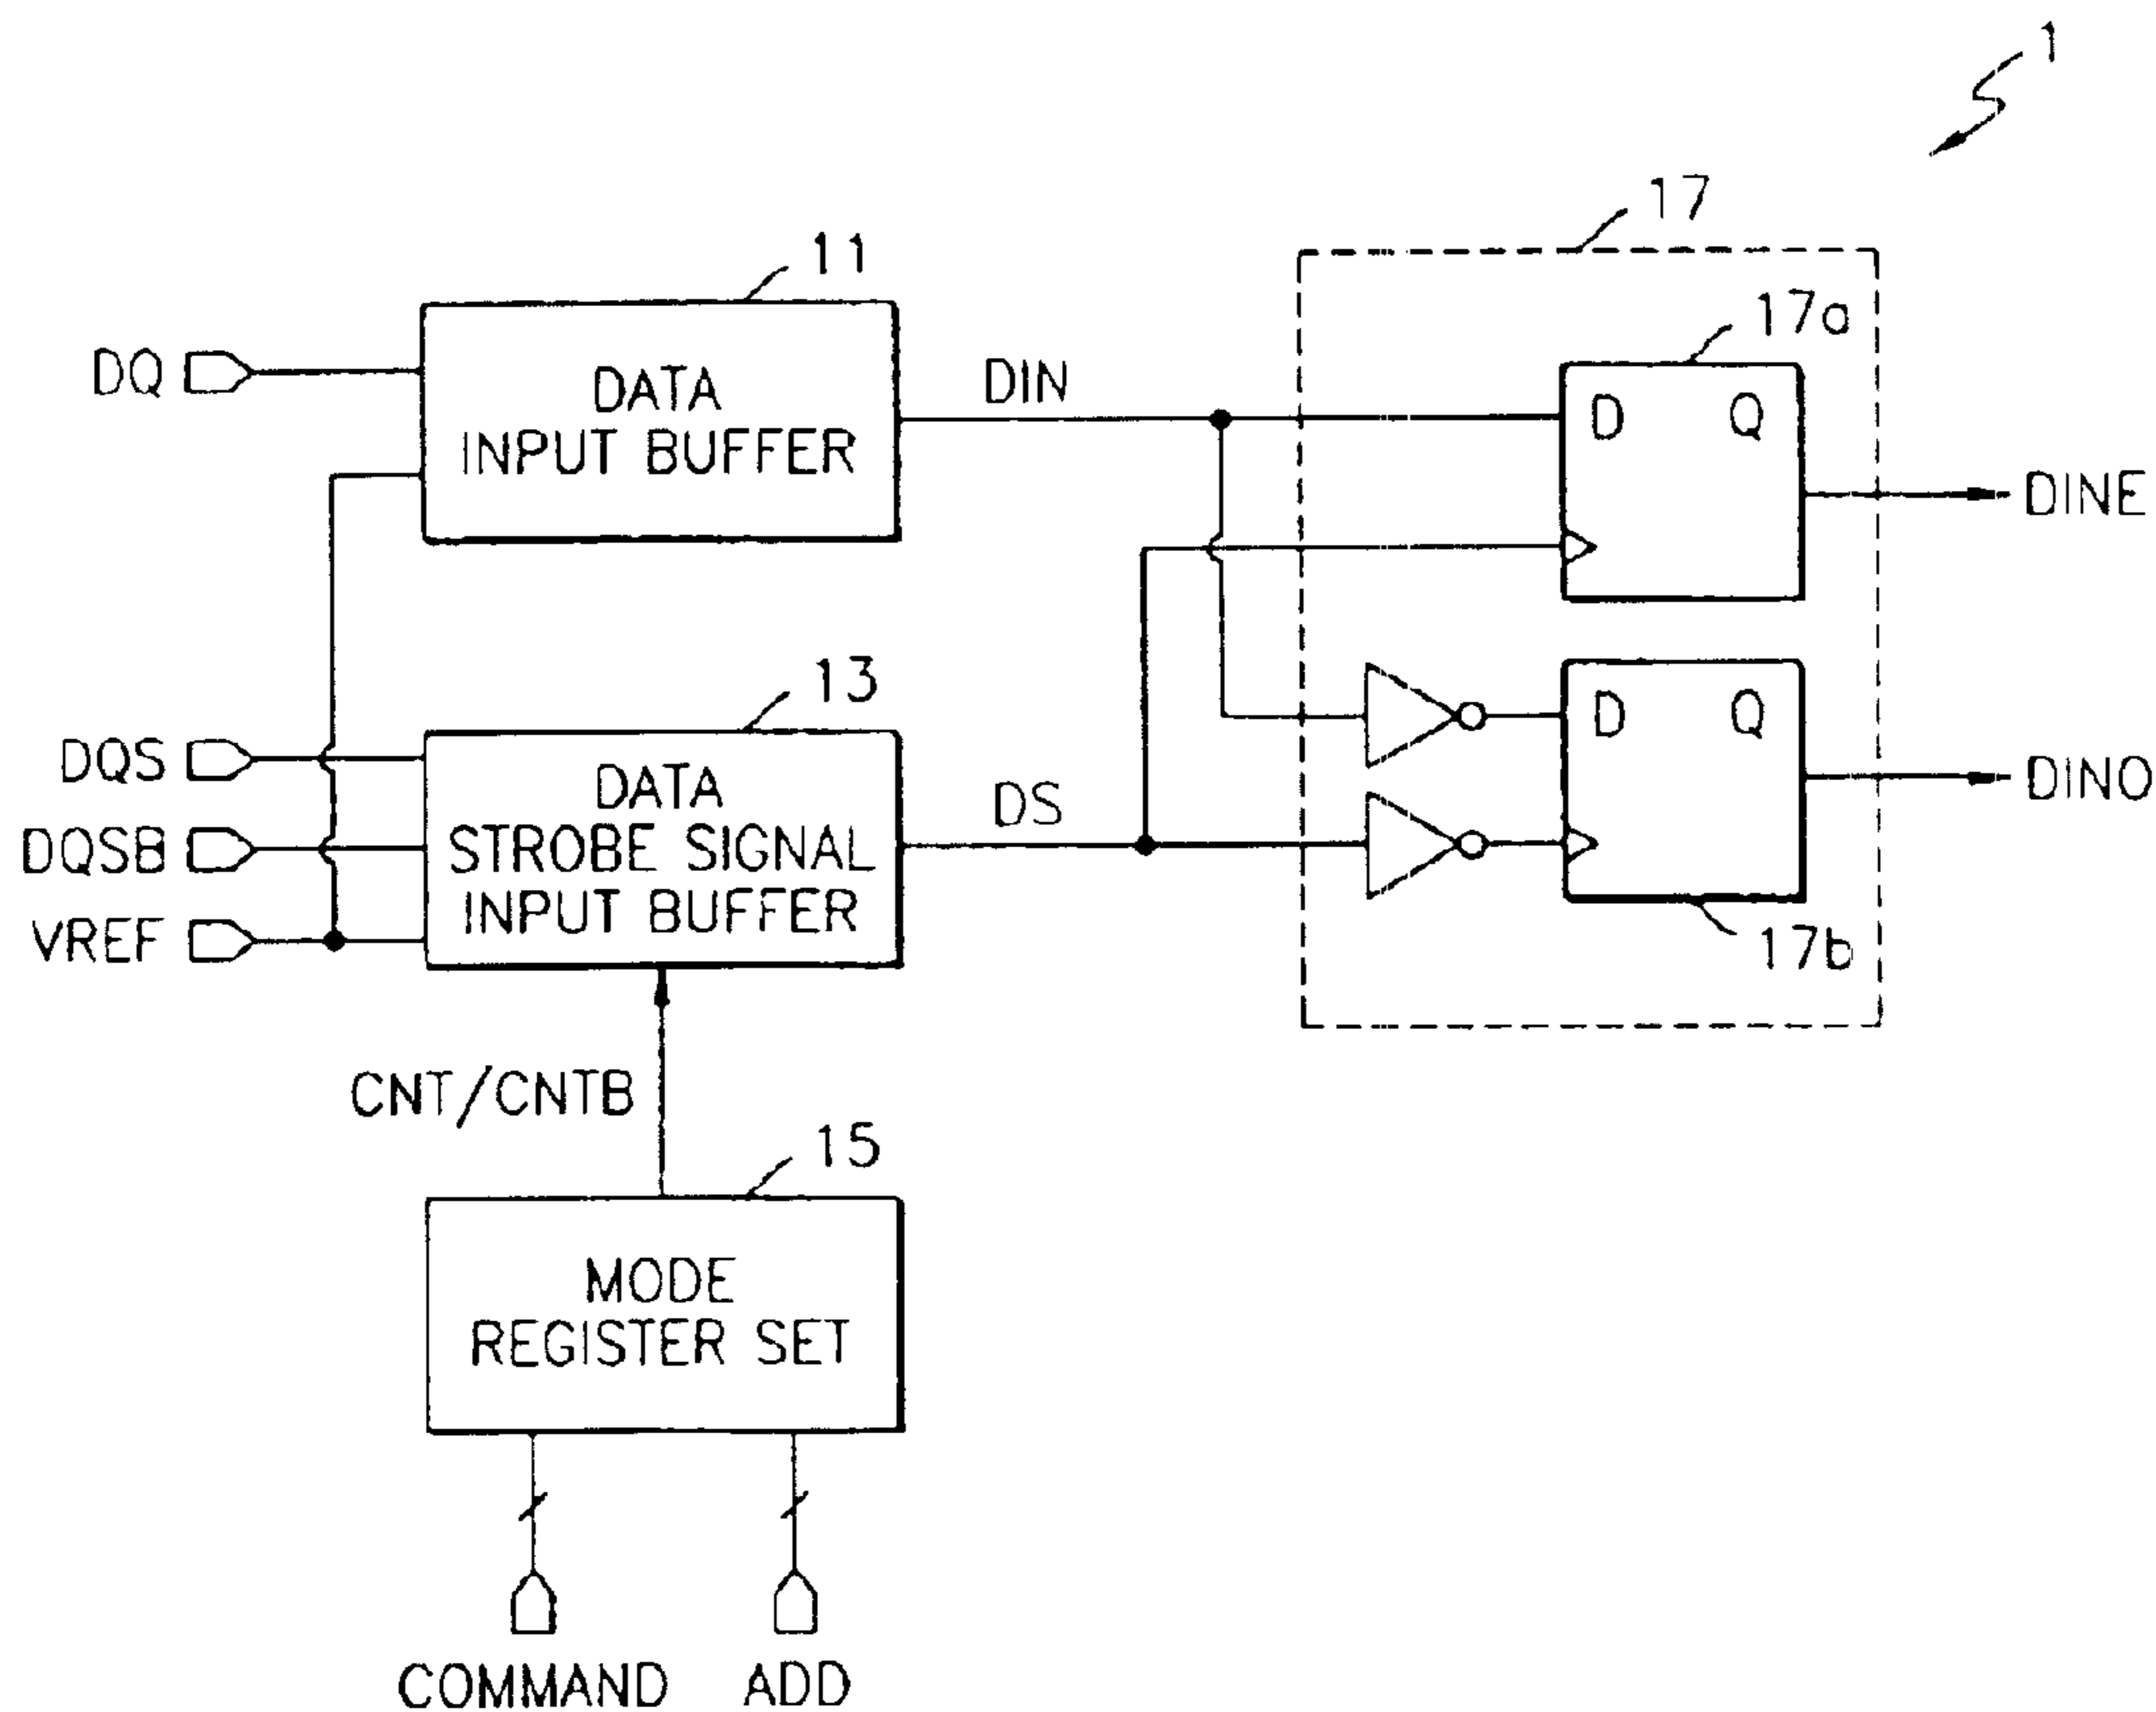 1
17
11
17a
DQ
DATA
INPUT BUFFER
DIN
D Q
DINE
13
D Q
DQS
DQSB
VREF
DATA
STROBE SIGNAL
INPUT BUFFER
DS
DINO
17b
CNT/CNTB
15
MODE
REGISTER SET
COMMAND
ADD